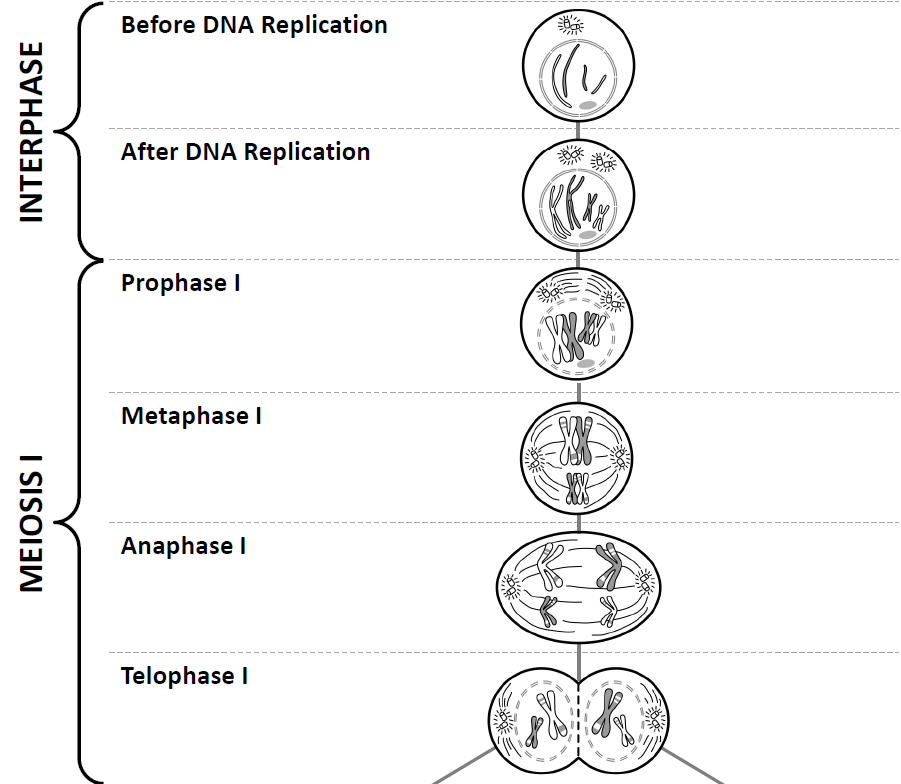 INTERPHASE
Before DNA Replication
After DNA Replication
MEIOSIS I
Prophase I
Metaphase I
Anaphase I
Telophase I